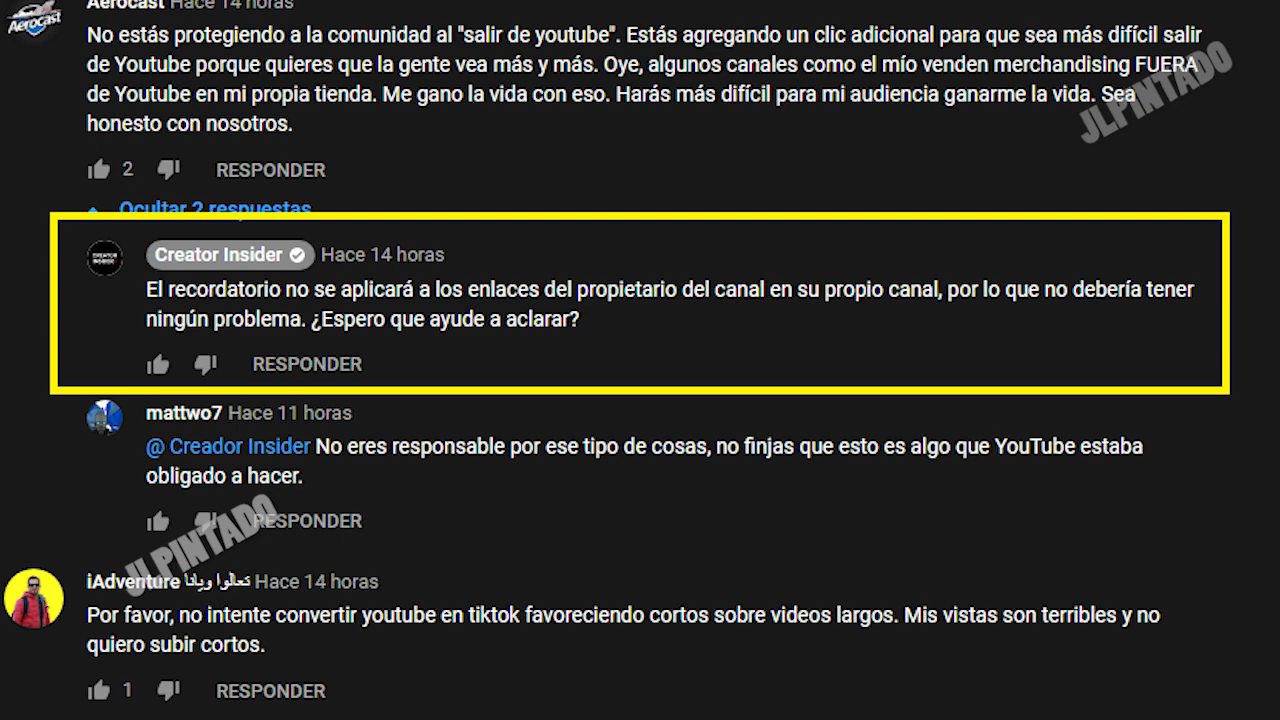 Aerocast Hace 14 horas
Aerocast
No estás protegiendo a la comunidad al "salir de youtube". Estás agregando un clic adicional para que sea más difícil salir
de Youtube porque quieres que la gente vea más y más. Oye, algunos canales como el mío venden merchandising FUERA
de Youtube en mi propia tienda. Me gano la vida con eso. Harás más difícil para mi audiencia ganarme la vida. Sea
honesto con nosotros.
JLPINTADO
2 RESPONDER
Ocultar 2 respuestas
CREATOR
INSIDER
Creator Insider Hace 14 horas
El recordatorio no se aplicará a los enlaces del propietario del canal en su propio canal, por lo que no debería tener
ningún problema. ¿Espero que ayude a aclarar?
RESPONDER
mattwo7 Hace 11 horas
@ Creador Insider No eres responsable por ese tipo de cosas, no finjas que esto es algo que YouTube estaba
obligado a hacer.
RESPONDER
JLPINTADO
iAdventure تعالوا ويانا Hace 14 horas
Por favor, no intente convertir youtube en tiktok favoreciendo cortos sobre videos largos. Mis vistas son terribles y no
quiero subir cortos.
1 RESPONDER